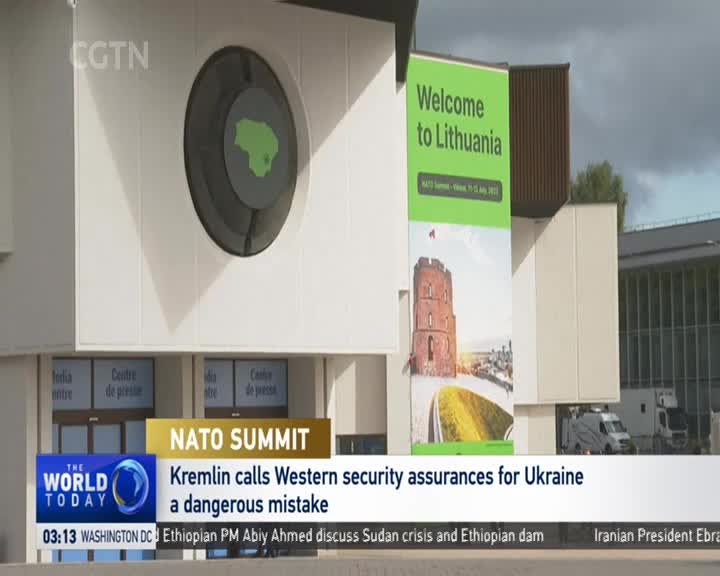 CGTN
Welcome
to Lithuania
NATO Summit - Vilnius, 11-12 July, 2023
Media
Centre
Centre
de presse
Media
Centre
Centre
de presse
NATO SUMMIT
THE
WORLD
TODAY
Kremlin calls Western security assurances for Ukraine
a dangerous mistake
03:13 WASHINGTON DC
d Ethiopian PM Abiy Ahmed discuss Sudan crisis and Ethiopian dam Iranian President Ebra